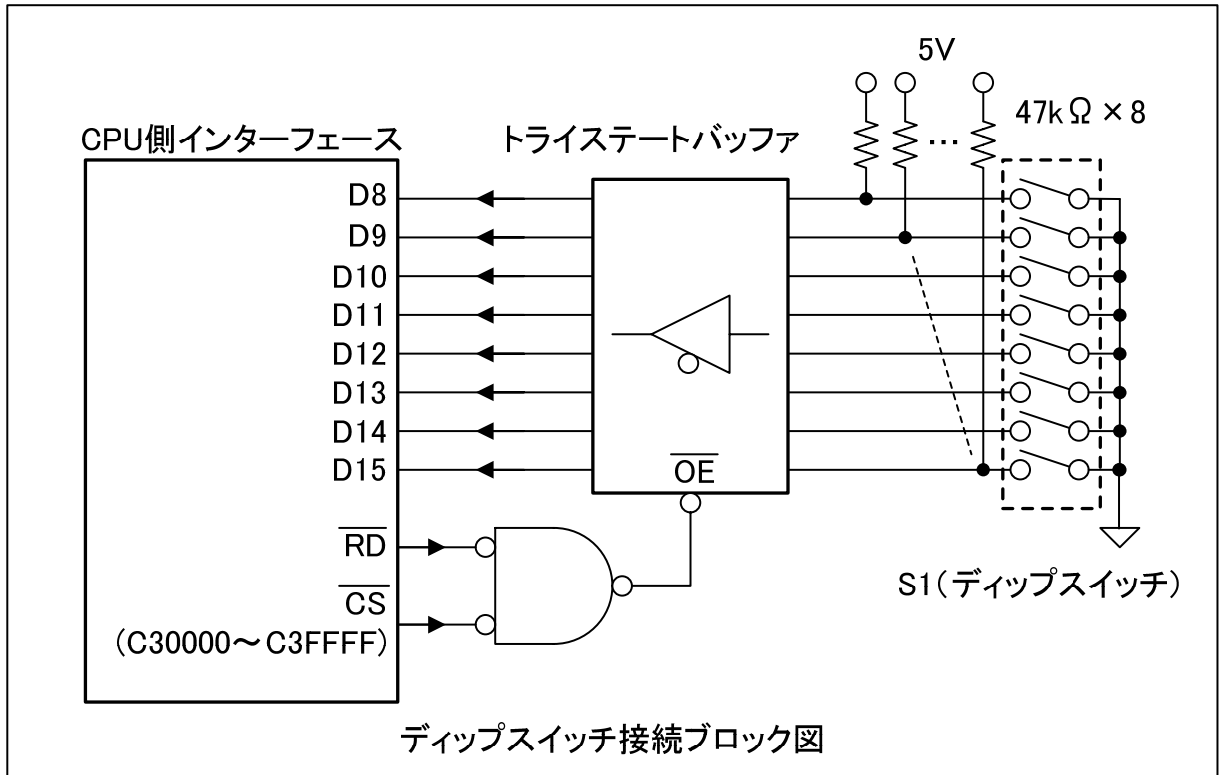 5V
47kΩ×8
CPU側インターフェース
トライステートバッファ
…
D8
D9
D10
D11
D12
D13
D14
D15
OE
RD
CS
(C30000～C3FFFF)
S1(ディップスイッチ)
ディップスイッチ接続ブロック図